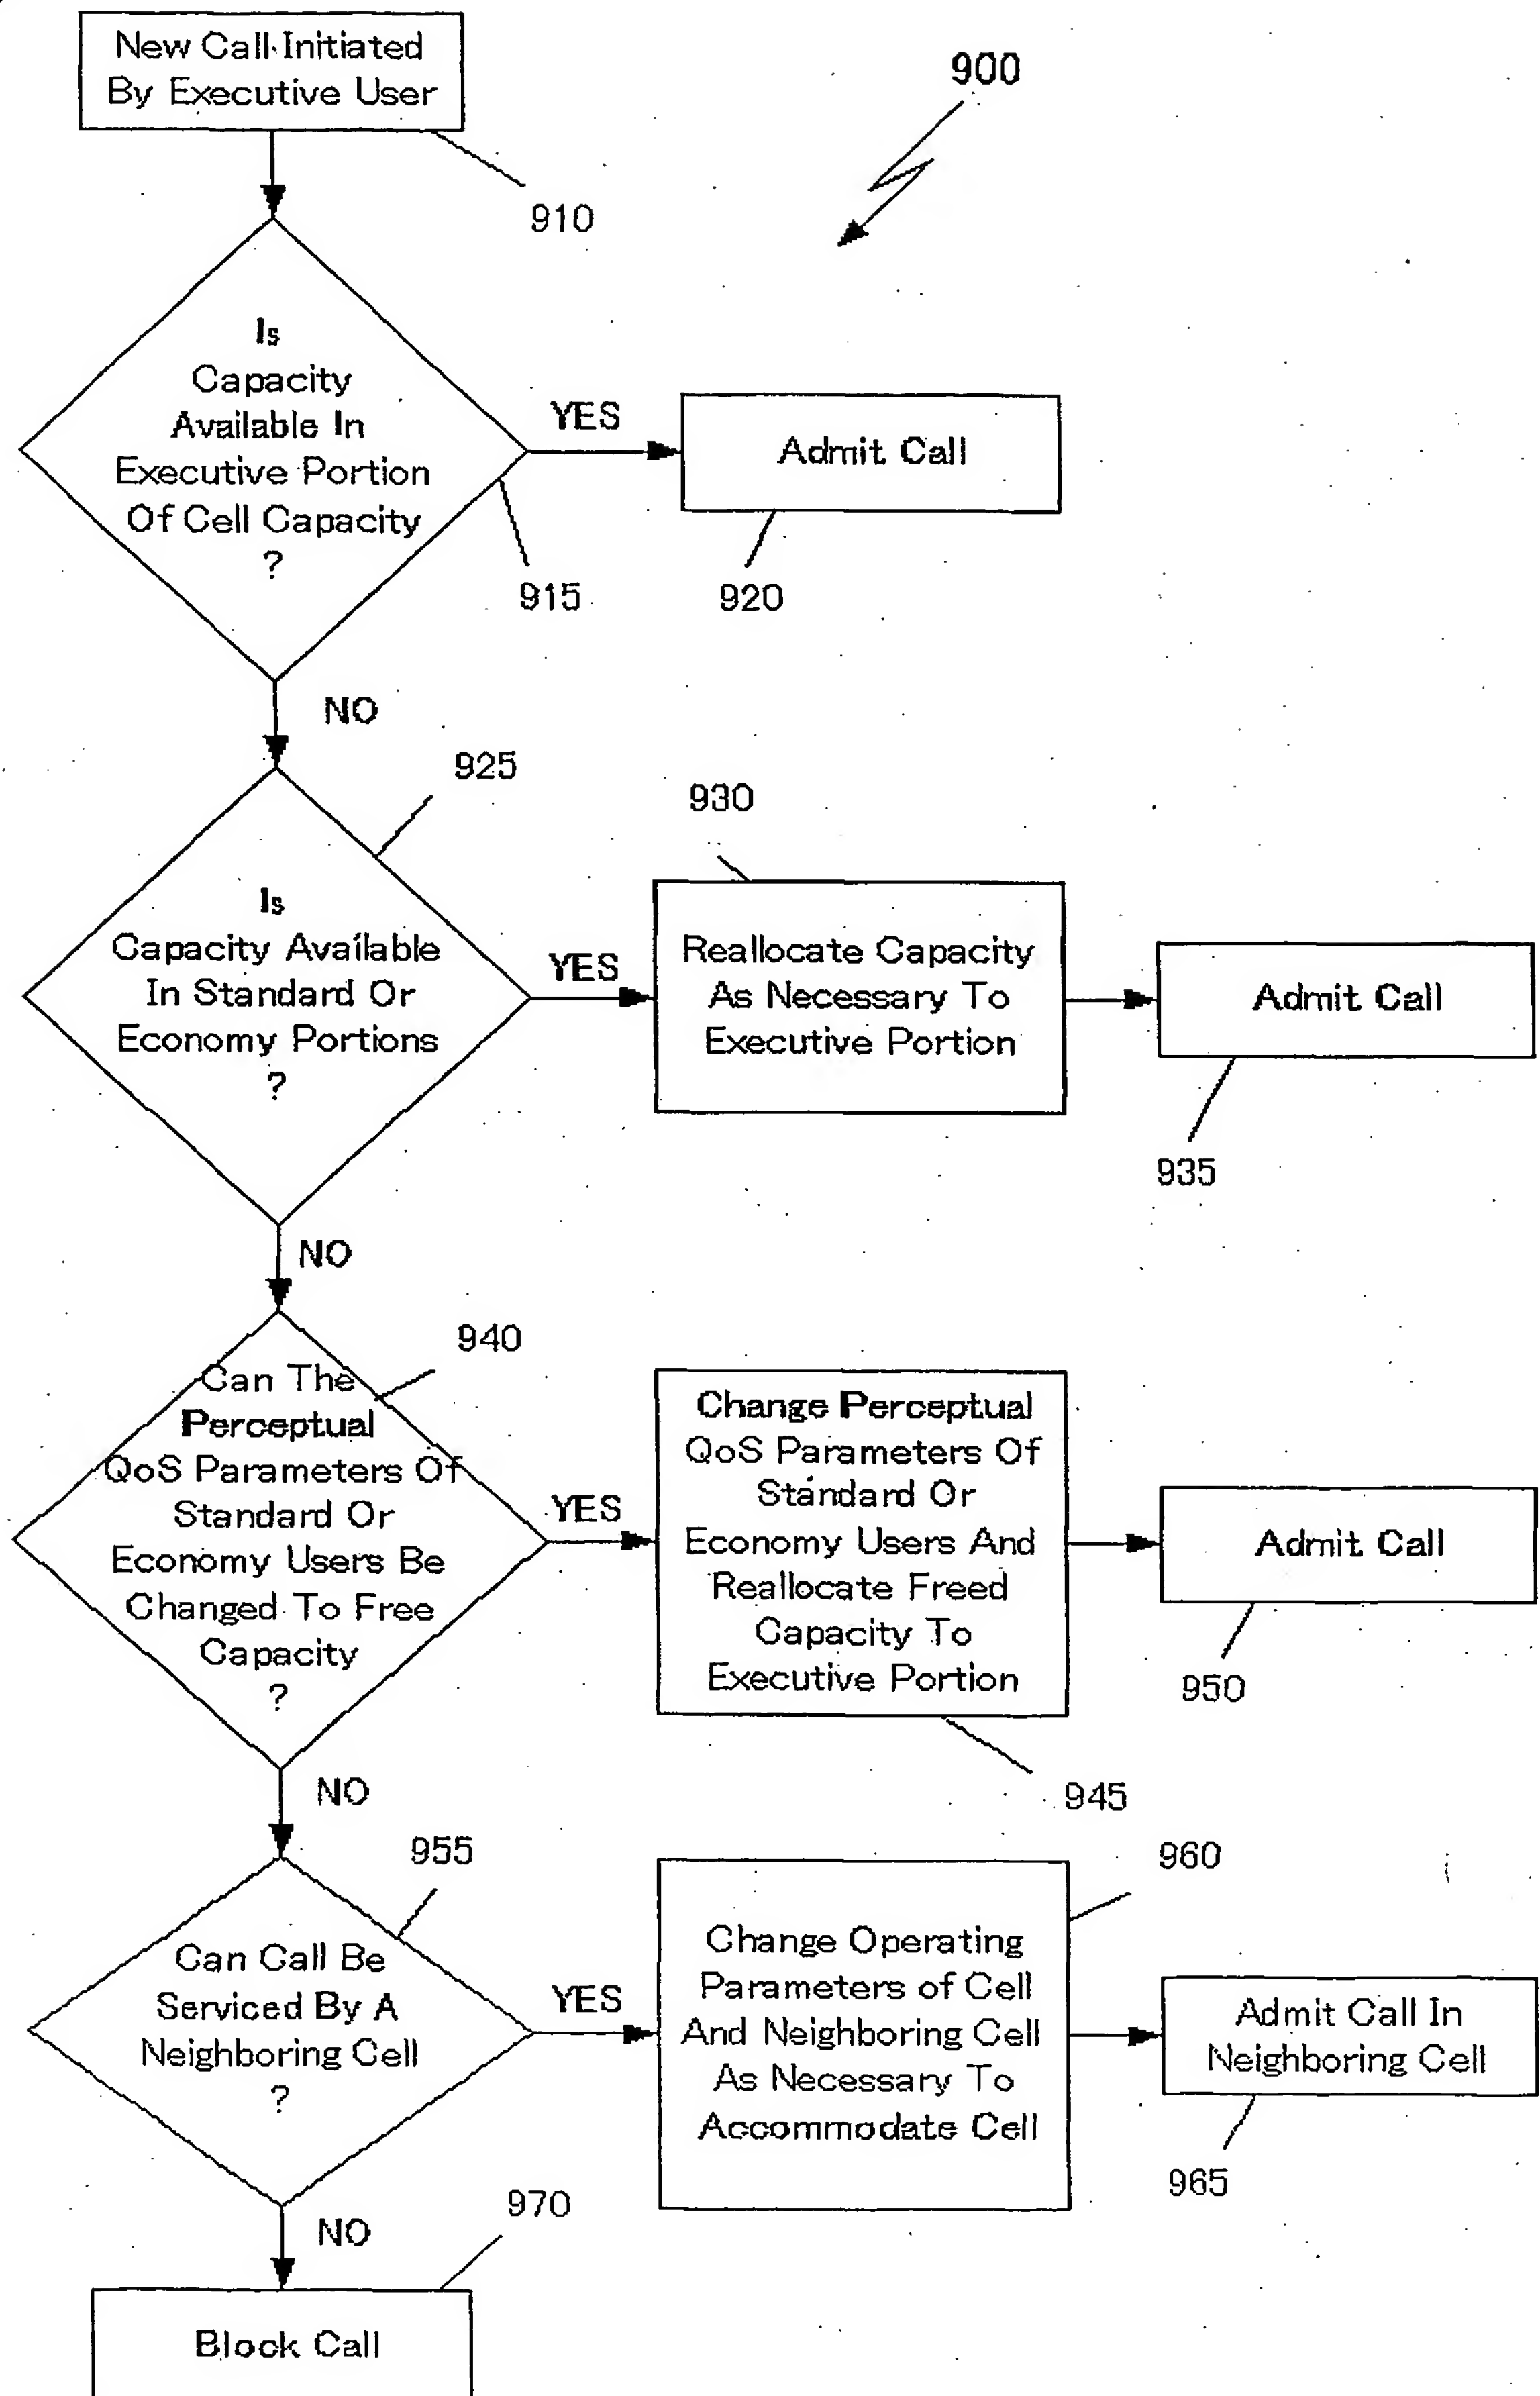 New Call Initiated
By Executive User
900
910
Is
Capacity
Available In
Executive Portion
Of Cell Capacity
?
YES
Admit Call
915
920
NO
925
930
Is
Capacity Available
In Standard Or
Economy Portions
?
YES
Reallocate Capacity
As Necessary To
Executive Portion
Admit Call
935
NO
940
Can The
Perceptual
QoS Parameters Of
Standard Or
Economy Users Be
Changed To Free
Capacity
?
YES
Change Perceptual
QoS Parameters Of
Standard Or
Economy Users And
Reallocate Freed
Capacity To
Executive Portion
Admit Call
950
945
NO
955
960
Can Call Be
Serviced By A
Neighboring Cell
?
YES
Change Operating
Parameters of Cell
And Neighboring Cell
As Necessary To
Accommodate Cell
Admit Call In
Neighboring Cell
965
NO
970
Block Call